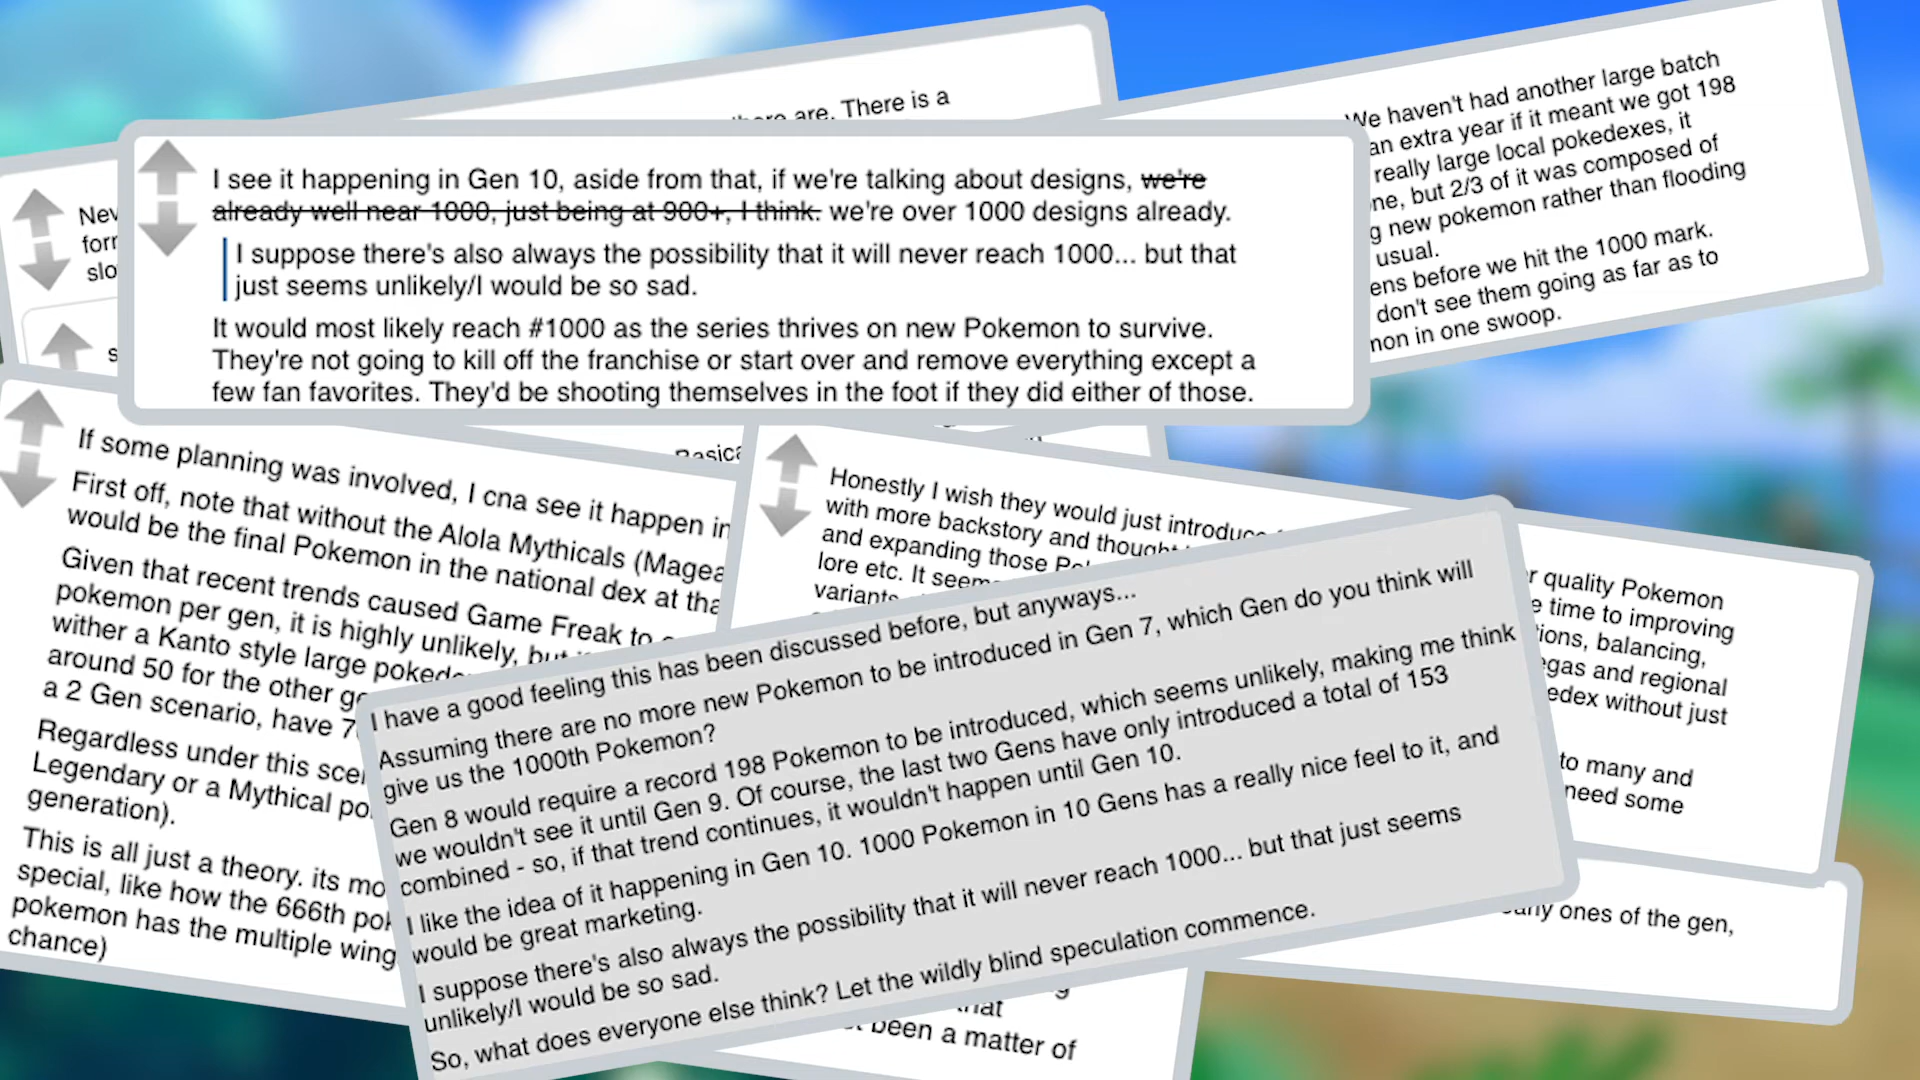 here are. There is a
We haven't had another large batch
an extra year if it meant we got 198
really large local pokedexes, it
ne, but 2/3 of it was composed of
g new pokemon rather than flooding
usual.
ens before we hit the 1000 mark.
don't see them going as far as to
mon in one swoop.
Nev
forr
slo
s
I see it happening in Gen 10, aside from that, if we're talking about designs, we're
already well near 1000, just being at 900+, I think. we're over 1000 designs already.
I suppose there's also always the possibility that it will never reach 1000... but that
just seems unlikely/I would be so sad.
It would most likely reach #1000 as the series thrives on new Pokemon to survive.
They're not going to kill off the franchise or start over and remove everything except a
few fan favorites. They'd be shooting themselves in the foot if they did either of those.
Basica
If some planning was involved, I cna see it happen in
First off, note that without the Alola Mythicals (Magea
would be the final Pokemon in the national dex at tha
Given that recent trends caused Game Freak to
pokemon per gen, it is highly unlikely, but
wither a Kanto style large poked
around 50 for the other ge
a 2 Gen scenario, have 7
Regardless under this scer
Legendary or a Mythical po
generation).
This is all just a theory. its mo
special, like how the 666th pok
pokemon has the multiple wing
chance)
Honestly I wish they would just introduce
with more backstory and thought
and expanding those Po
lore etc. It seem
variants
r quality Pokemon
e time to improving
ions, balancing,
egas and regional
edex without just
to many and
need some
I have a good feeling this has been discussed before, but anyways...
Assuming there are no more new Pokemon to be introduced in Gen 7, which Gen do you think will
give us the 1000th Pokemon?
Gen 8 would require a record 198 Pokemon to be introduced, which seems unlikely, making me think
we wouldn't see it until Gen 9. Of course, the last two Gens have only introduced a total of 153
combined - so, if that trend continues, it wouldn't happen until Gen 10.
I like the idea of it happening in Gen 10. 1000 Pokemon in 10 Gens has a really nice feel to it, and
would be great marketing.
I suppose there's also always the possibility that it will never reach 1000... but that just seems
unlikely/I would be so sad.
So, what does everyone else think? Let the wildly blind speculation commence.
any ones of the gen,
hat
been a matter of